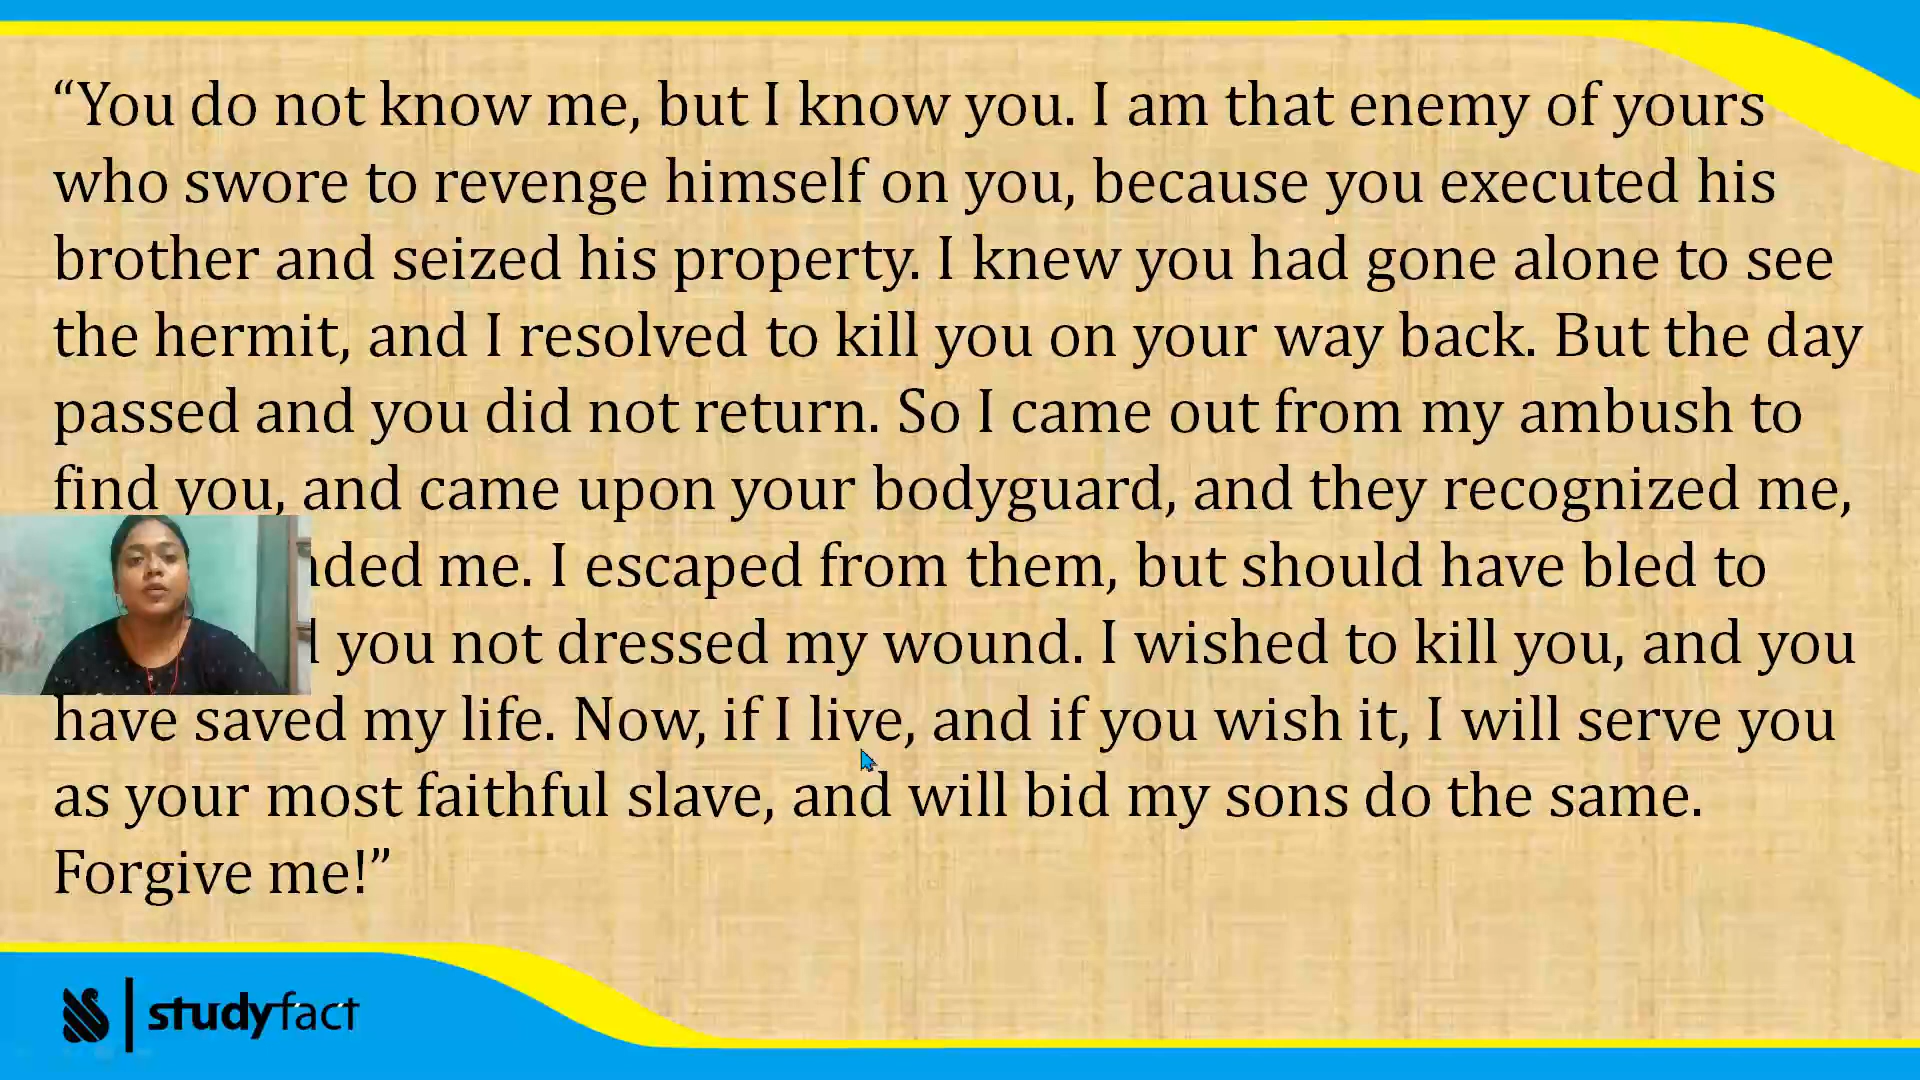 “You do not know me, but I know you. I am that enemy of yours
who swore to revenge himself on you, because you executed his
brother and seized his property. I knew you had gone alone to see
the hermit, and I resolved to kill you on your way back. But the day
passed and you did not return. So I came out from my ambush to
find you, and came upon your bodyguard, and they recognized me,
me. I escaped from them, but should have bled to
you not dressed my wound. I wished to kill you, and you
have saved my life. Now, if I live, and if you wish it, I will serve you
as your most faithful slave, and will bid my sons do the same.
Forgive me!”
studyfact